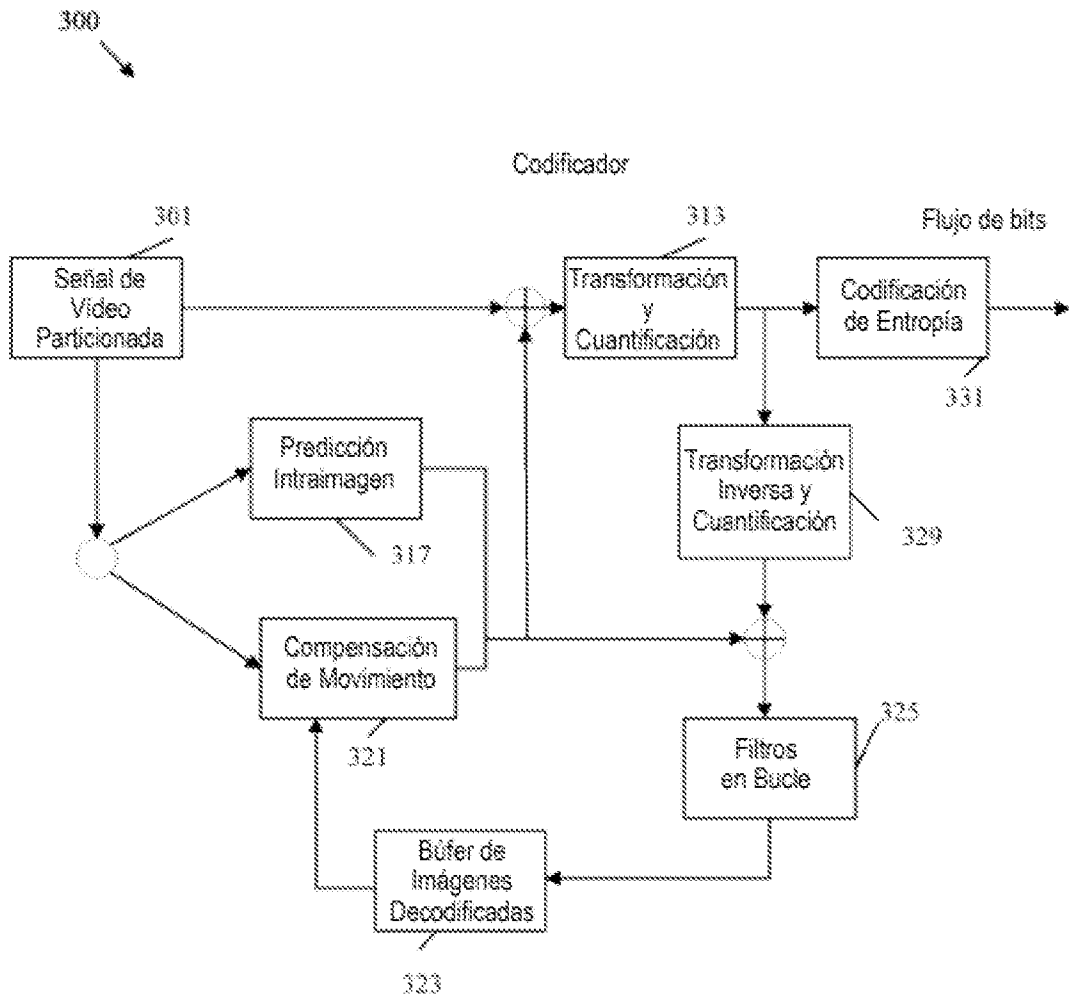 300
Codificador
301
313
Flujo de bits
Señal de
Vídeo
Particionada
Transformación
y
Cuantificación
Codificación
de Entropía
331
Predicción
Intraimagen
317
Transformación
Inversa y
Cuantificación
329
Compensación
de Movimiento
321
325
Filtros
en Bucle
Búfer de
Imágenes
Decodificadas
323